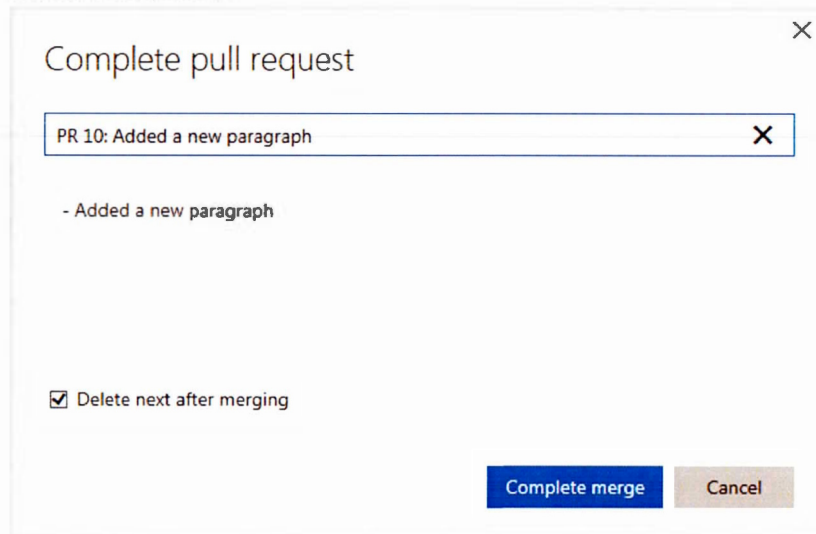 Complete pull request
PR 10: Added a new paragraph
- Added a new paragraph
Delete next after merging
Complete merge
Cancel